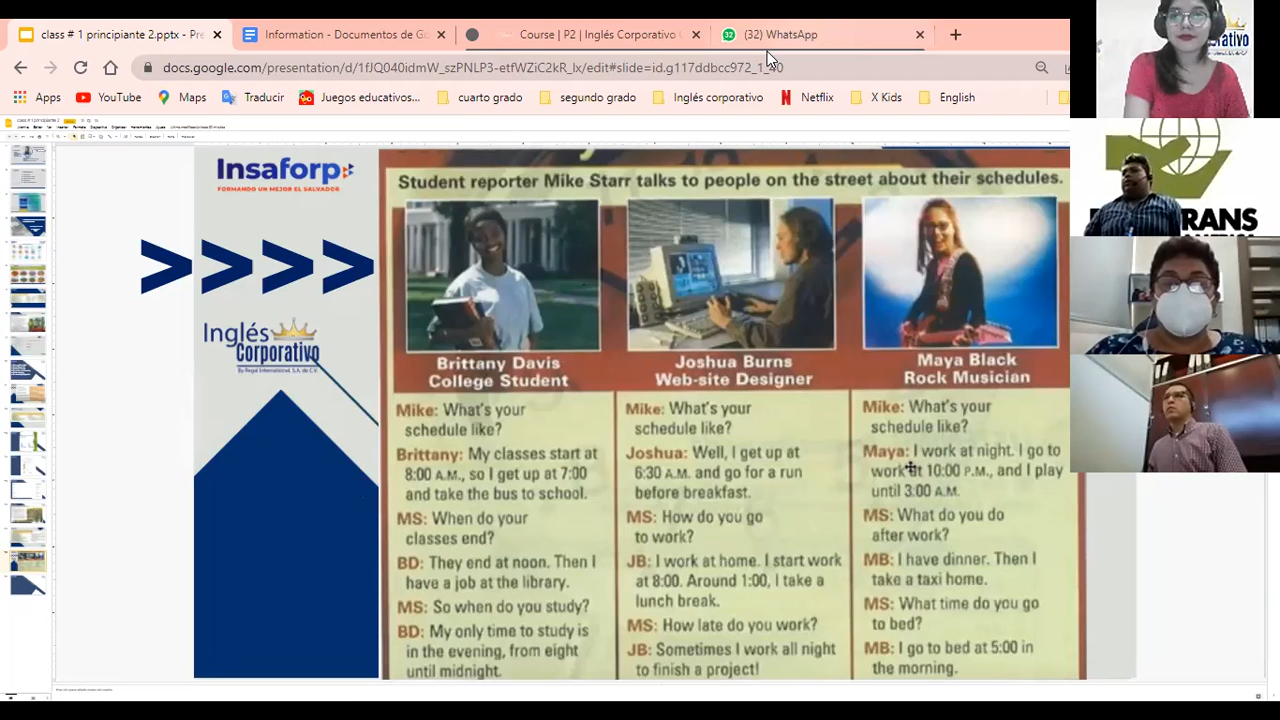 class # 1 principiante 2.pptx - Pre
Information - Documentos de Go
Course | P2 | Inglés Corporativo
(32) WhatsApp
Apps
YouTube
Maps
Traducir
Juegos educativos...
cuarto grado
segundo grado
Inglés corporativo
Netflix
X Kids
English
Insaforp
FORMANDO UN MEJOR EL SALVADOR
>>>>
Inglés
Corporativo
By Regal International, S.A. de C.V.
Student reporter Mike Starr talks to people on the street about their schedules.
Brittany Davis
College Student
Mike: What's your
schedule like?
Brittany: My classes start at
8:00 A.M., so I get up at 7:00
and take the bus to school.
MS: When do your
classes end?
BD: They end at noon. Then I
have a job at the library.
MS: So when do you study?
BD: My only time to study is
in the evening, from eight
until midnight.
Joshua Burns
Web-site Designer
Mike: What's your
schedule like?
Joshua: Well, I get up at
6:30 A.M. and go for a run
before breakfast.
MS: How do you go
to work?
JB: I work at home. I start work
at 8:00. Around 1:00, I take a
lunch break.
MS: How late do you work?
JB: Sometimes I work all night
to finish a project!
Maya Black
Rock Musician
Mike: What's your
schedule like?
Maya: I work at night. I go to
work at 10:00 P.M., and I play
until 3:00 A.M.
MS: What do you do
after work?
MB: I have dinner. Then I
take a taxi home.
MS: What time do you go
to bed?
MB: I go to bed at 5:00 in
the morning.